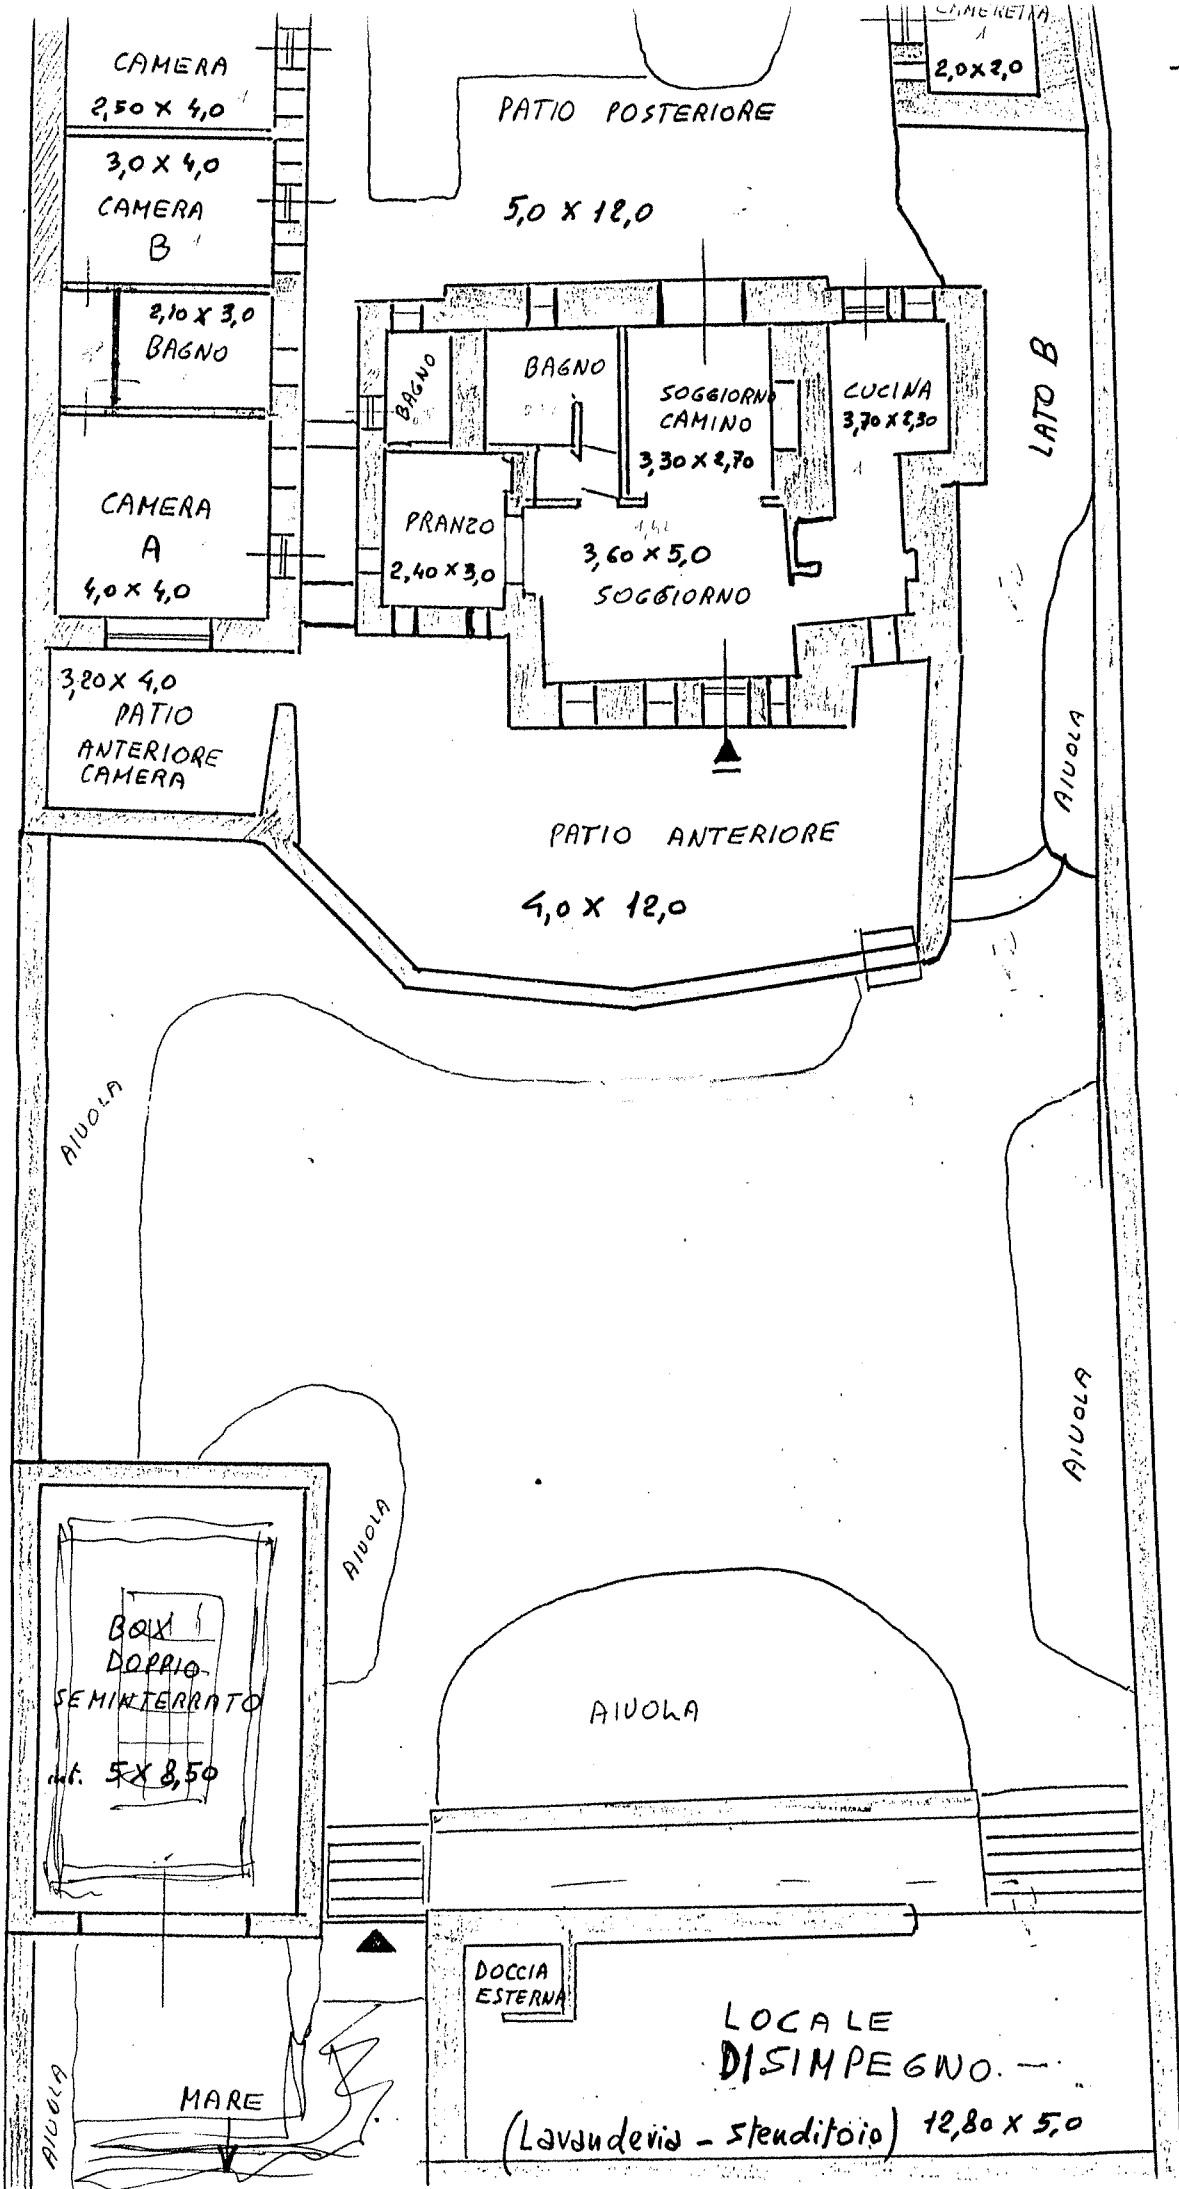 CAMERA
2,50 X 4,0
3,0 X 4,0
CAMERA
B
2,10 X 3,0
BAGNO
CAMERA
A
4,0 X 4,0
3,20 X 4,0
PATIO
ANTERIORE
CAMERA
PATIO POSTERIORE
5,0 X 12,0
CAMERETTA
1
2,0 X 2,0
BAGNO
BAGNO
SOGGIORNO
CAMINO
3,30 X 2,70
CUCINA
3,70 X 2,30
LATO B
PRANZO
2,40 X 3,0
3,60 X 5,0
SOGGIORNO
PATIO ANTERIORE
4,0 X 12,0
AIUOLA
AIUOLA
AIUOLA
AIUOLA
BOX
DOPPIO
SEMINTERRATO
int. 5 X 8,50
AIUOLA
DOCCIA
ESTERNA
LOCALE
DISIMPEGNO. -
(Lavanderia - Stenditoio) 12,80 X 5,0
AIUOLA
MARE